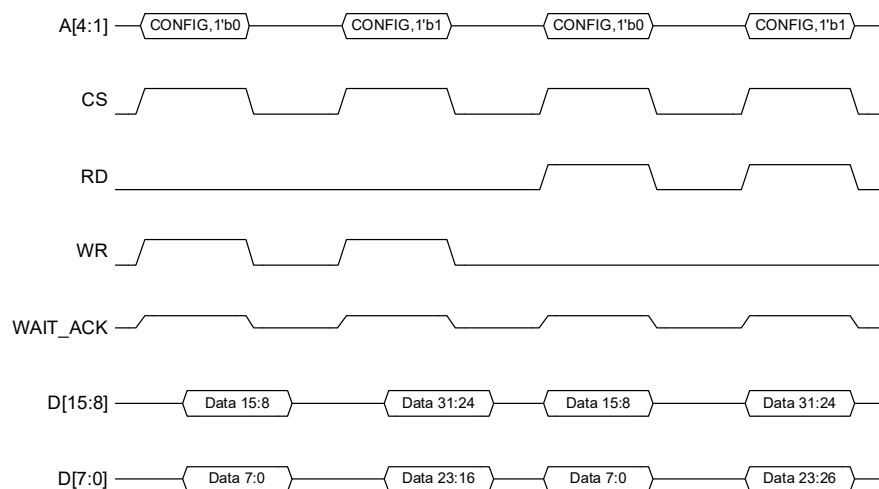 A[4:1] CONFIG,1'b0 CONFIG,1'b1 CONFIG,1'b0 CONFIG,1'b1
CS
RD
WR
WAIT_ACK
D[15:8] Data 15:8 Data 31:24 Data 15:8 Data 31:24
D[7:0] Data 7:0 Data 23:16 Data 7:0 Data 23:26